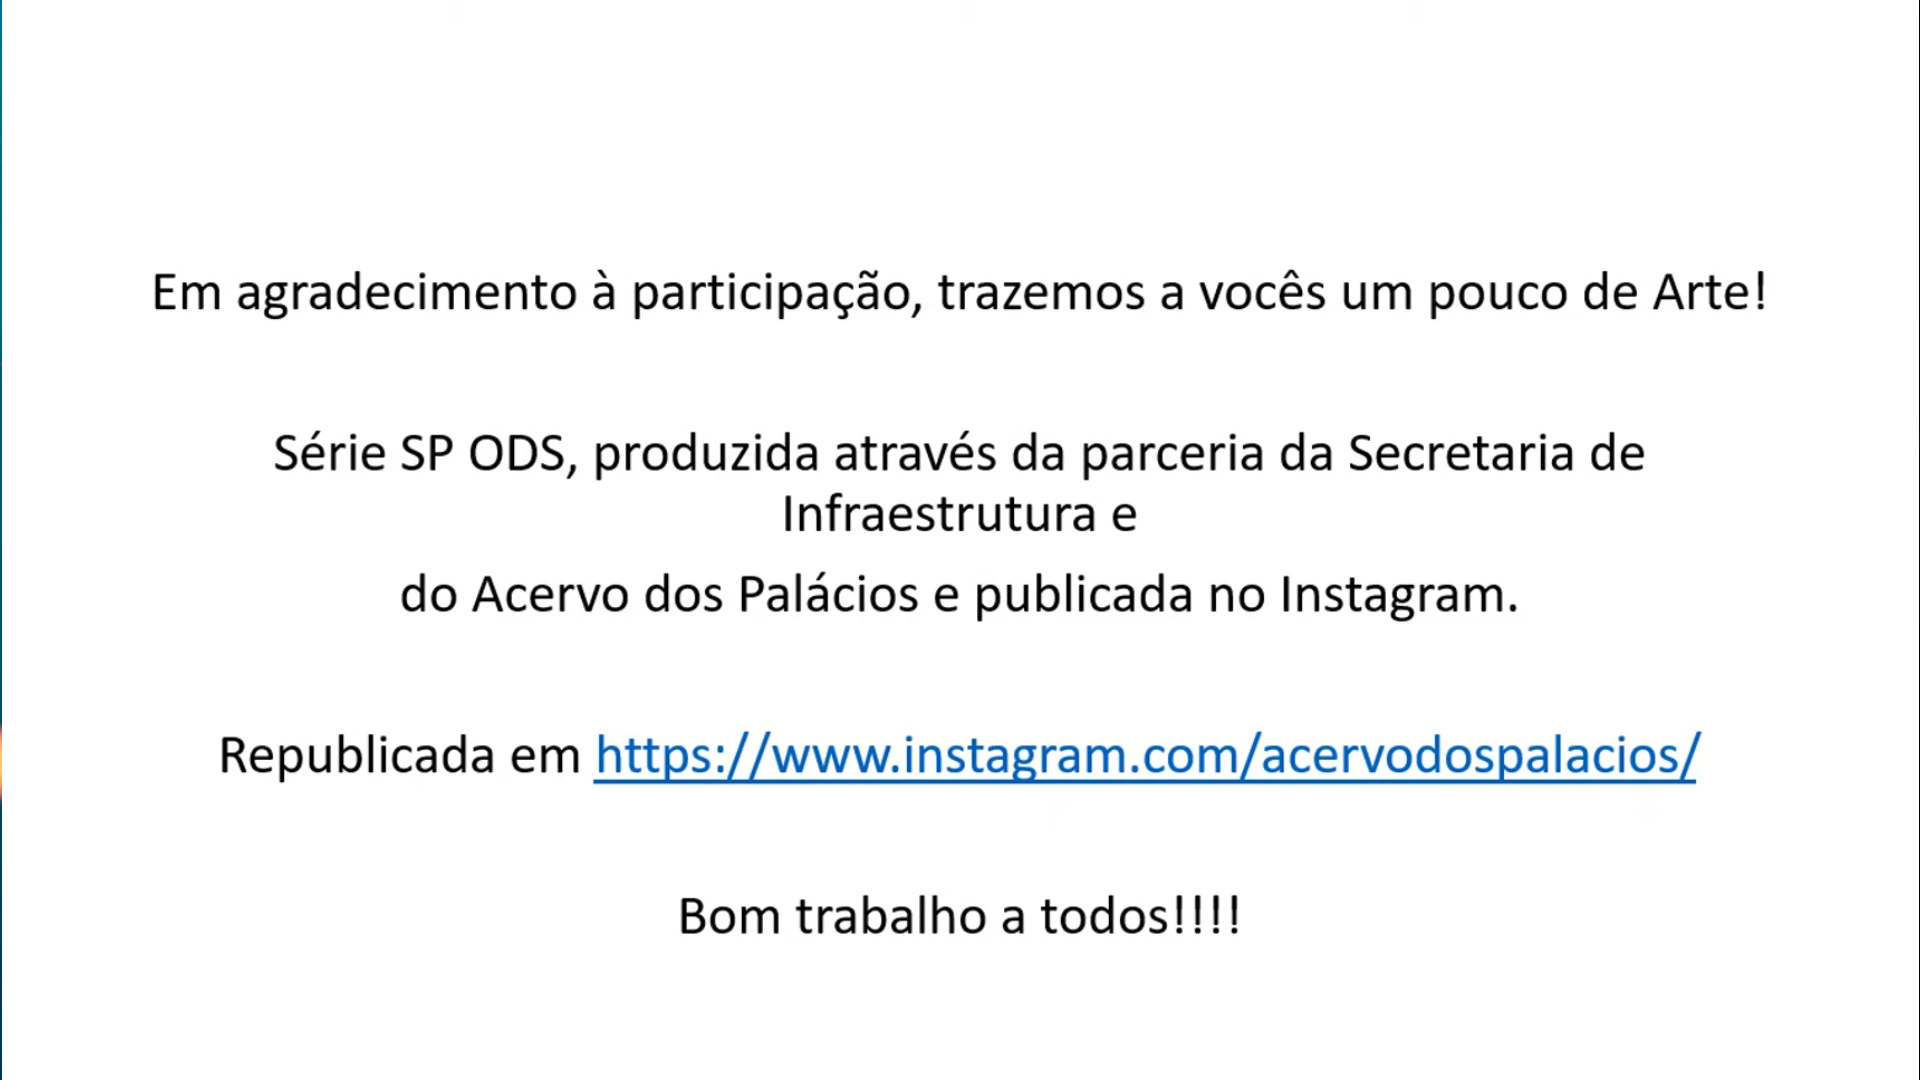 Em agradecimento à participação, trazemos a vocês um pouco de Arte!
Série SP ODS, produzida através da parceria da Secretaria de
Infraestrutura e
do Acervo dos Palácios e publicada no Instagram.
Republicada em https://www.instagram.com/acervodospalacios/
Bom trabalho a todos!!!!